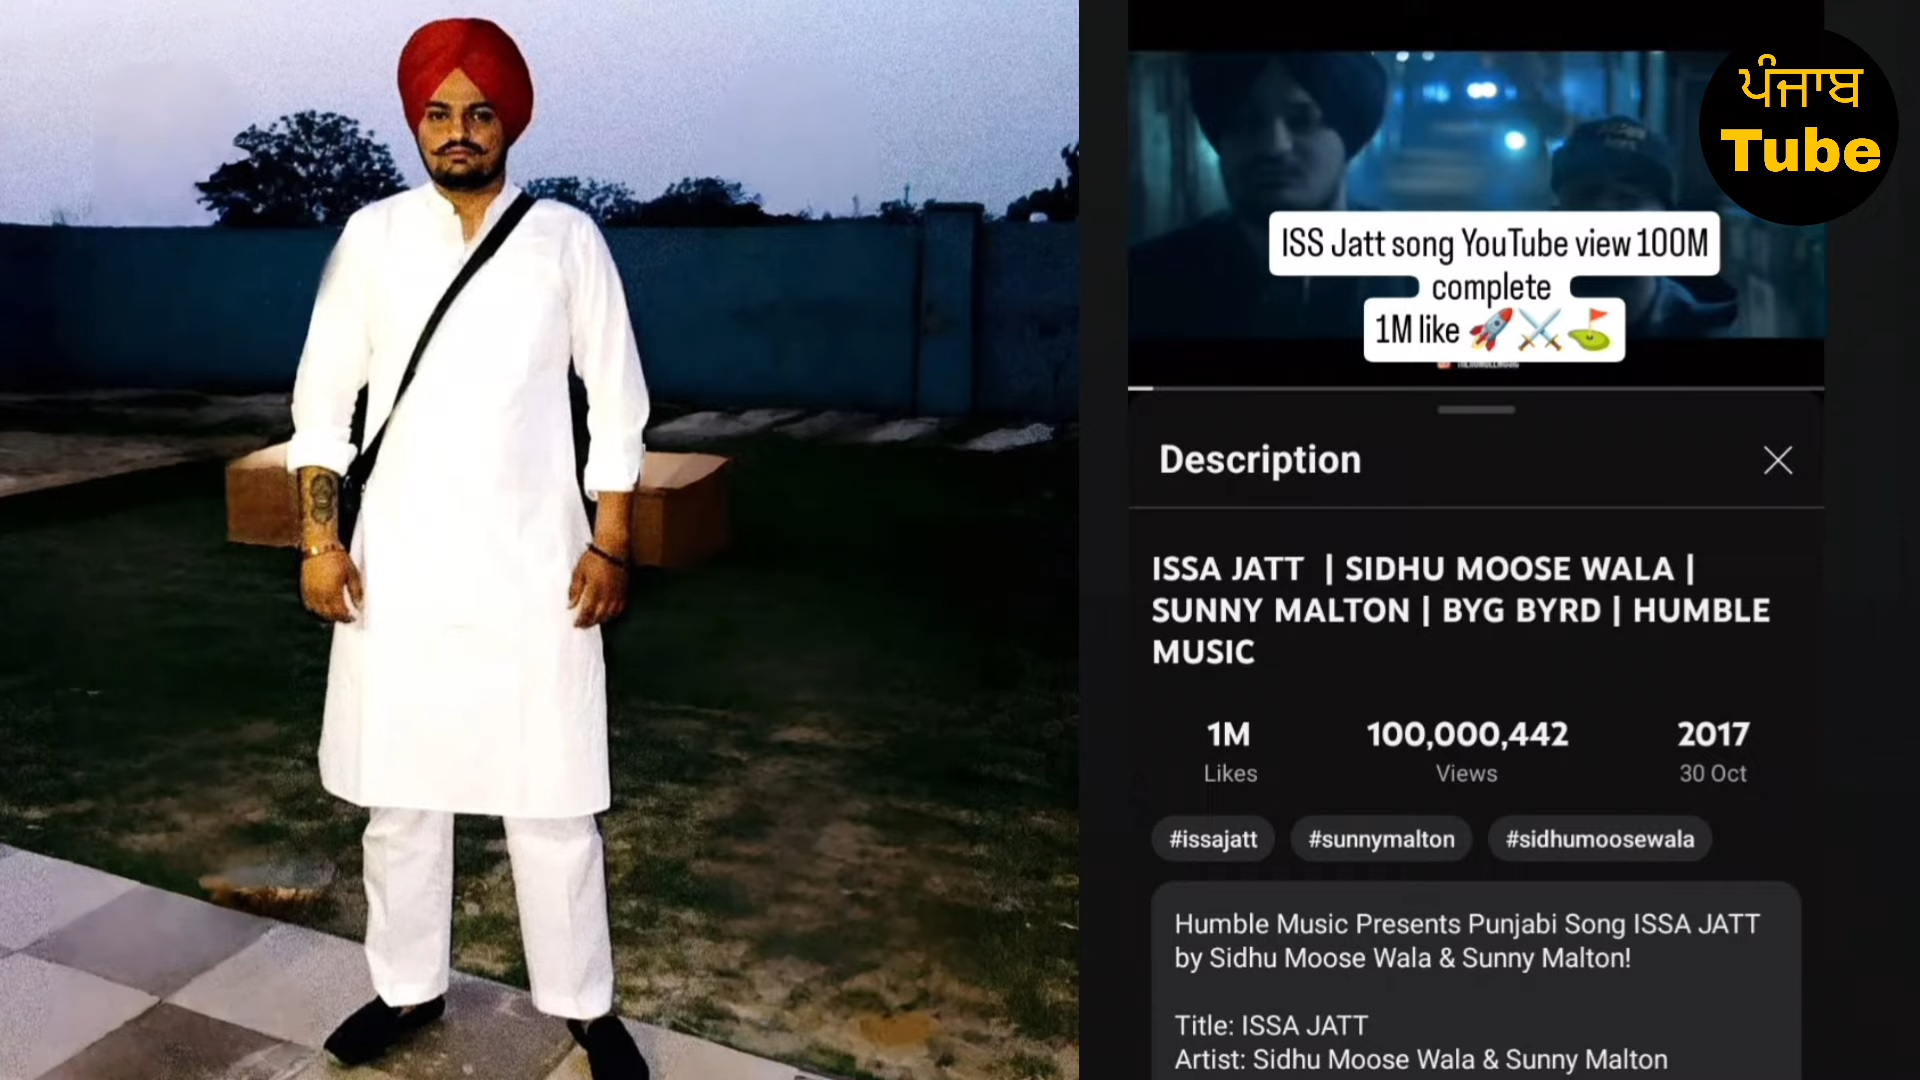 ਪੰਜਾਬ
Tube
ISS Jatt song YouTube view 100M
complete
1M like 🚀⚔️⛳
Description
ISSA JATT | SIDHU MOOSE WALA |
SUNNY MALTON | BYG BYRD | HUMBLE
MUSIC
1M 100,000,442 2017
Likes Views 30 Oct
#issajatt #sunnymalton #sidhumoosewala
Humble Music Presents Punjabi Song ISSA JATT
by Sidhu Moose Wala & Sunny Malton!
Title: ISSA JATT
Artist: Sidhu Moose Wala & Sunny Malton